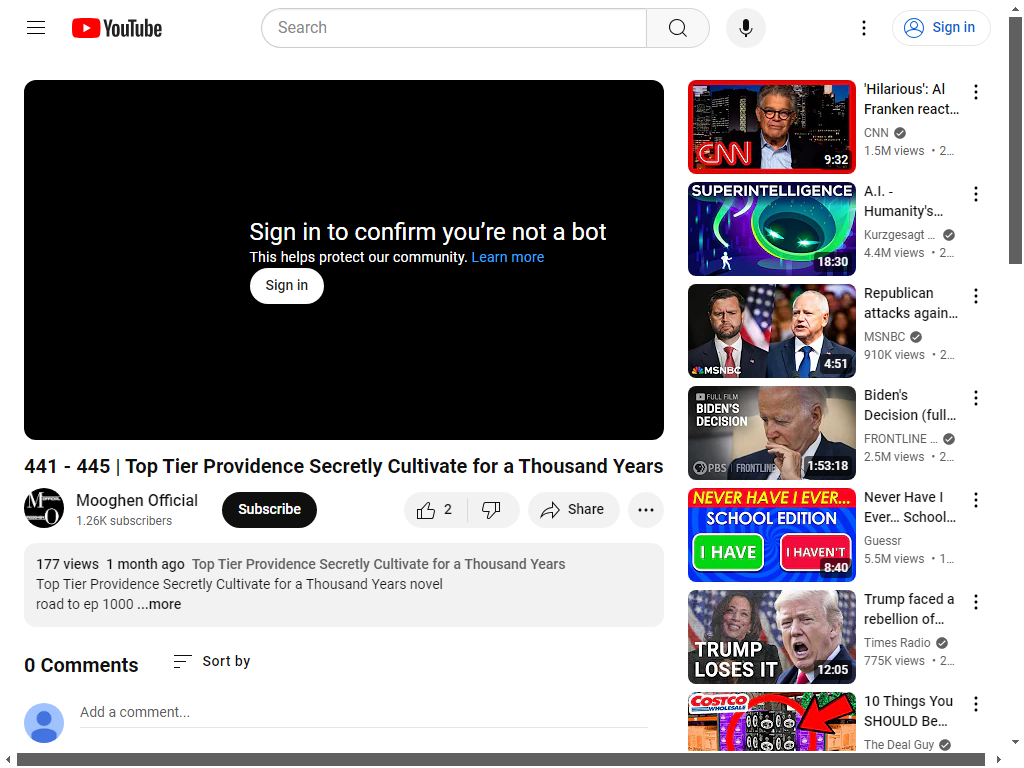 YouTube
Search
Sign in
Sign in to confirm you’re not a bot
This helps protect our community. Learn more
Sign in
441 - 445 | Top Tier Providence Secretly Cultivate for a Thousand Years
Mooghen Official
1.26K subscribers
Subscribe
2
Share
177 views 1 month ago Top Tier Providence Secretly Cultivate for a Thousand Years
Top Tier Providence Secretly Cultivate for a Thousand Years novel
road to ep 1000 ...more
0 Comments
Sort by
Add a comment...
CNN
9:32
'Hilarious': Al
Franken react…
CNN
1.5M views • 2…
SUPERINTELLIGENCE
18:30
A.I. -
Humanity's…
Kurzgesagt …
4.4M views • 2…
MSNBC
4:51
Republican
attacks again…
MSNBC
910K views • 2…
FULL FILM
BIDEN'S
DECISION
PBS | FRONTLINE
1:53:18
Biden's
Decision (full…
FRONTLINE …
2.5M views • 2…
NEVER HAVE I EVER...
SCHOOL EDITION
I HAVE
I HAVEN'T
8:40
Never Have I
Ever… School…
Guessr
5.5M views • 1…
TRUMP
LOSES IT
12:05
Trump faced a
rebellion of…
Times Radio
775K views • 2…
COSTCO
WHOLESALE
10 Things You
SHOULD Be…
The Deal Guy